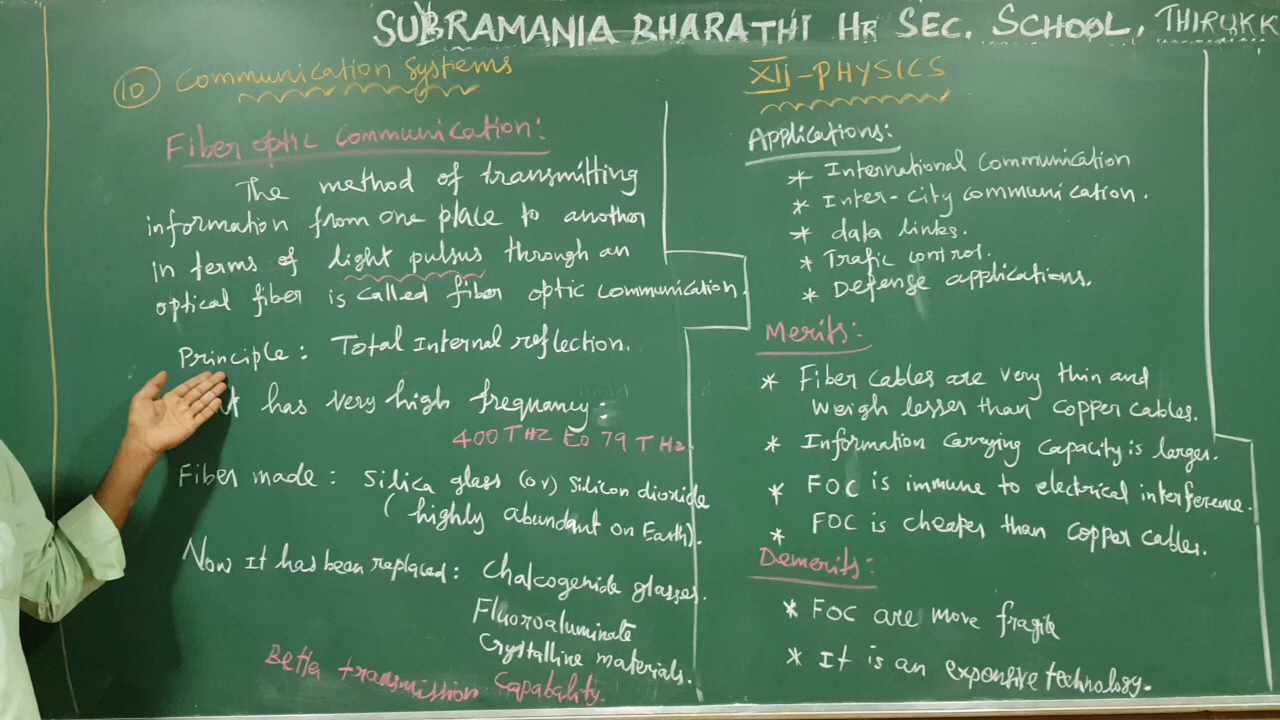 SUBRAMANIA BHARATHI HR SEC. SCHOOL, THIRUKK
10 Communication Systems
Fiber optic Communication:
The method of transmitting
information from one place to another
in terms of light pulsus through an
optical fiber is called fiber optic communication.
Principle: Total Internal reflection.
It has very high frequency:
400 THz to 79 THz.
Fiber made: Silica glass (or) Silicon dioxide
(highly abundant on Earth).
Now It has been replaced: Chalcogenide glasses.
Fluoroaluminate
Crystalline materials.
Better transmission Capabality.
XII-PHYSICS
Applications:
* International Communication
* Inter-city communication.
* data links.
* Trafic control.
* Defense applications.
Merits:
* Fiber Cables are very thin and
weigh lesser than copper cables.
* Information Carrying Capacity is larger.
* FOC is immune to electrical interference.
* FOC is cheaper than Copper cables.
Demerits:
* FOC are more fragile
* It is an expensive technology.